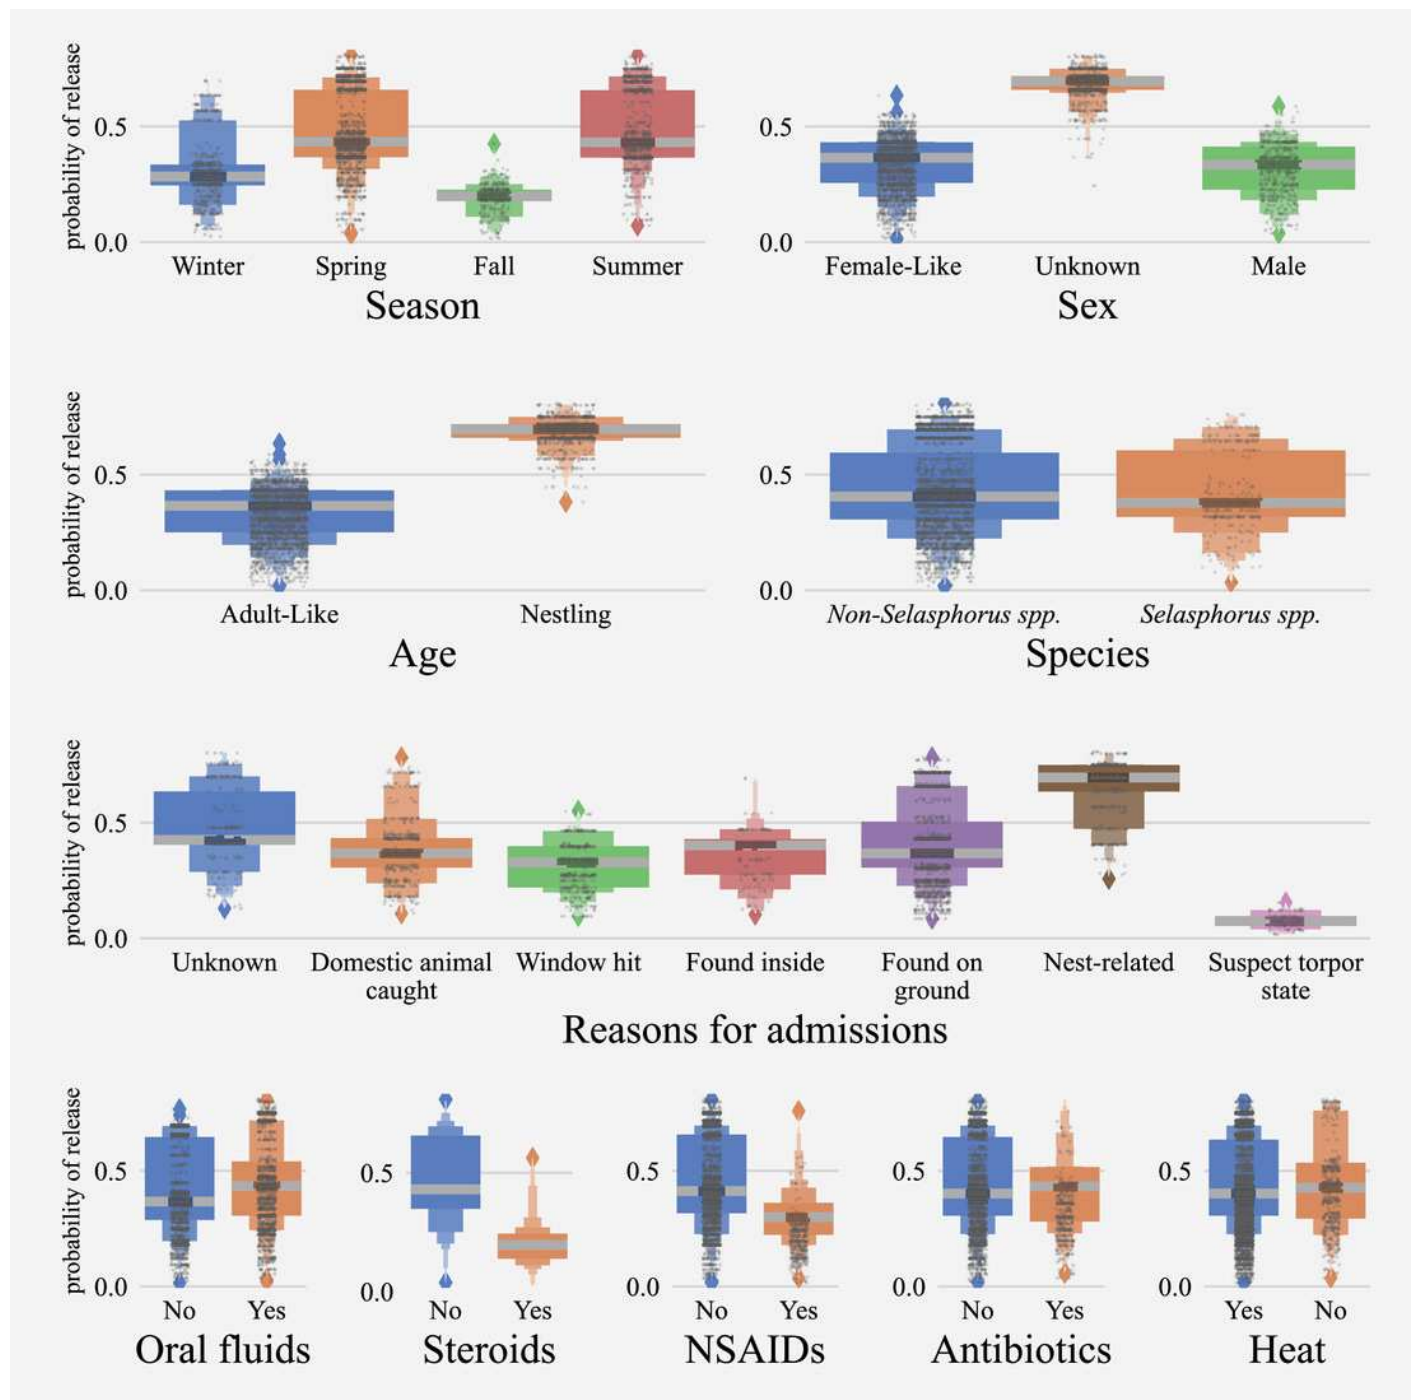 probability of release
0.5
0.0
Winter Spring Fall Summer
Season
0.5
0.0
Female-Like Unknown Male
Sex
probability of release
0.5
0.0
Adult-Like Nestling
Age
0.5
0.0
Non-Selasphorus spp. Selasphorus spp.
Species
probability of release
0.5
0.0
Unknown Domestic animal caught Window hit Found inside Found on ground Nest-related Suspect torpor state
Reasons for admissions
probability of release
0.5
0.0
No Yes
Oral fluids
0.5
0.0
No Yes
Steroids
0.5
0.0
No Yes
NSAIDs
0.5
0.0
No Yes
Antibiotics
0.5
0.0
Yes No
Heat